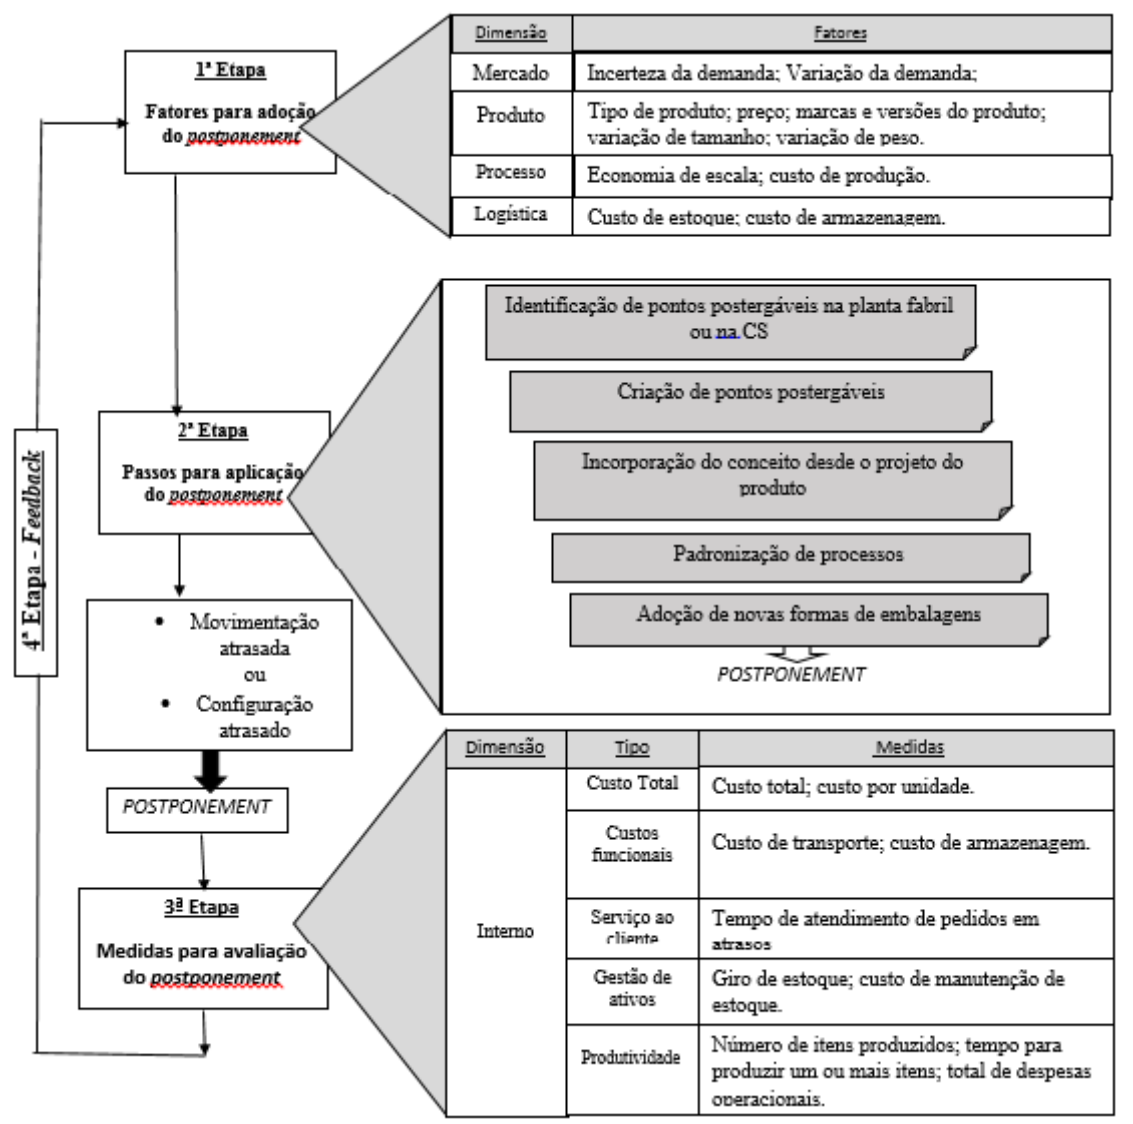 1ª Etapa
Fatores para adoção
do postponement
Dimensão
Fatores
Mercado
Incerteza da demanda; Variação da demanda;
Produto
Tipo de produto; preço; marcas e versões do produto;
variação de tamanho; variação de peso.
Processo
Economia de escala; custo de produção.
Logística
Custo de estoque; custo de armazenagem.
2ª Etapa
Passos para aplicação
do postponement
Identificação de pontos postergáveis na planta fabril
ou na CS
Criação de pontos postergáveis
Incorporação do conceito desde o projeto do
produto
Padronização de processos
Adoção de novas formas de embalagens
POSTPONEMENT
• Movimentação
atrasada
ou
• Configuração
atrasado
POSTPONEMENT
3ª Etapa
Medidas para avaliação
do postponement
Dimensão
Tipo
Medidas
Interno
Custo Total
Custo total; custo por unidade.
Custos
funcionais
Custo de transporte; custo de armazenagem.
Serviço ao
cliente
Tempo de atendimento de pedidos em
atrasos
Gestão de
ativos
Giro de estoque; custo de manutenção de
estoque.
Produtividade
Número de itens produzidos; tempo para
produzir um ou mais itens; total de despesas
operacionais.
4ª Etapa - Feedback